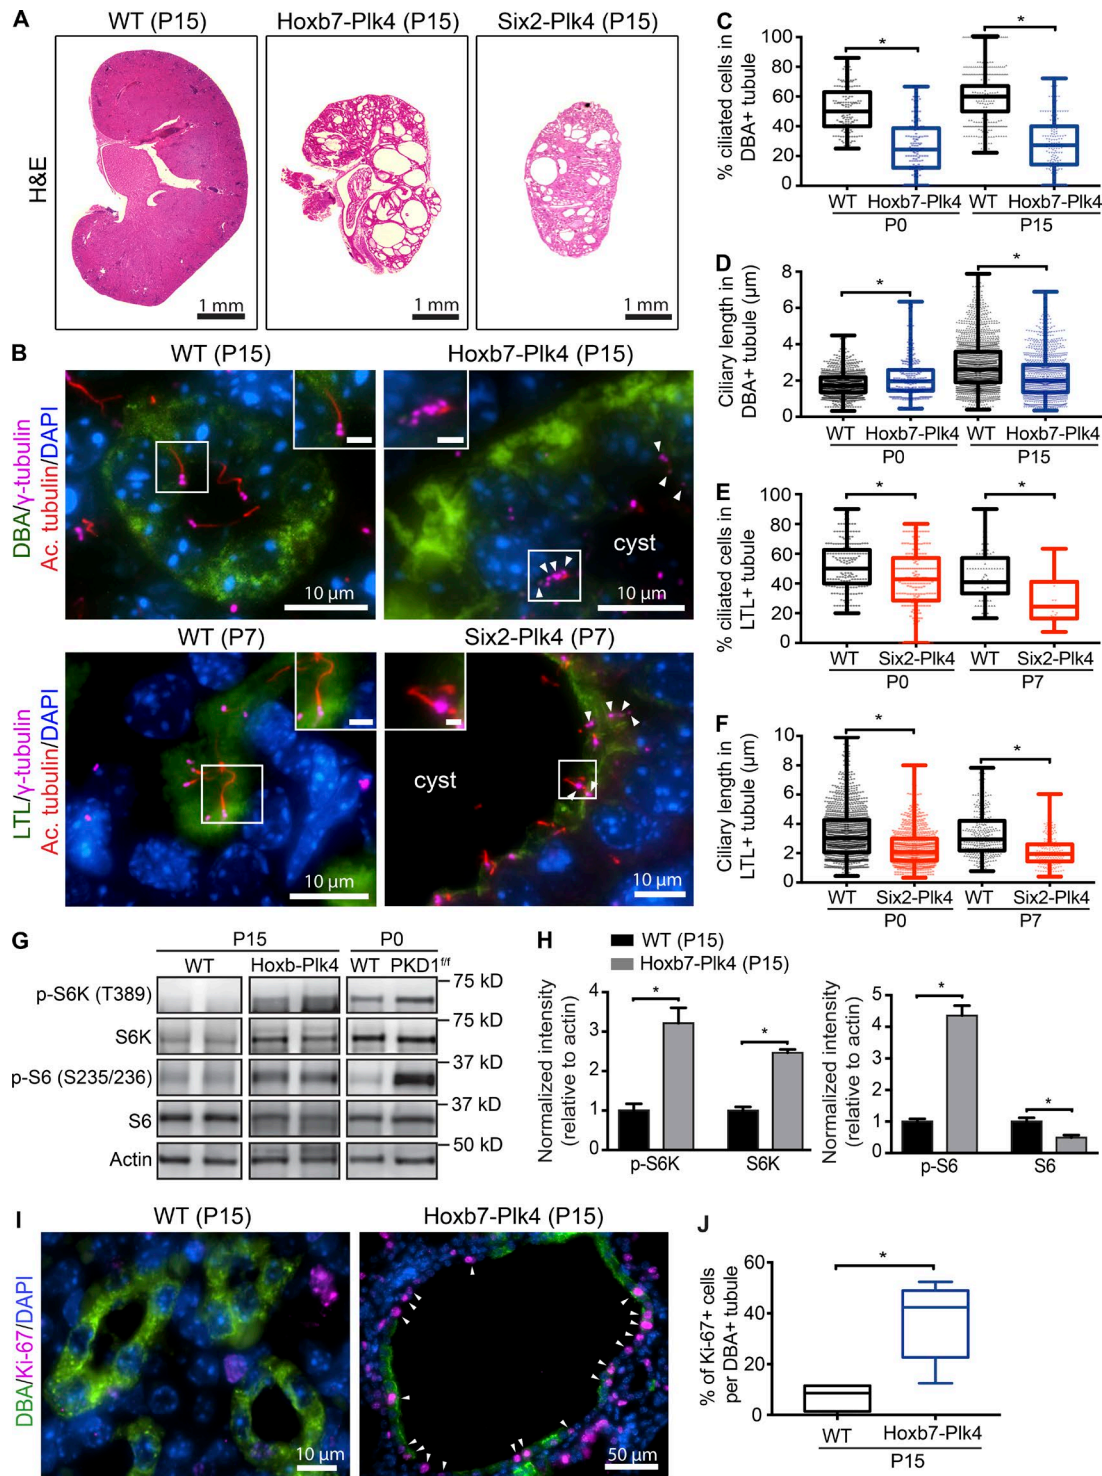 A
WT (P15)
Hoxb7-Plk4 (P15)
Six2-Plk4 (P15)
H&E
1 mm
1 mm
1 mm
B
WT (P15)
Hoxb7-Plk4 (P15)
DBA/γ-tubulin
Ac. tubulin/DAPI
10 µm
cyst
10 µm
WT (P7)
Six2-Plk4 (P7)
LTL/γ-tubulin
Ac. tubulin/DAPI
10 µm
cyst
10 µm
C
% ciliated cells in
DBA+ tubule
100
80
60
40
20
0
*
*
WT Hoxb7-Plk4 WT Hoxb7-Plk4
P0 P15
D
Ciliary length in
DBA+ tubule (µm)
8
6
4
2
0
*
*
WT Hoxb7-Plk4 WT Hoxb7-Plk4
P0 P15
E
% ciliated cells in
LTL+ tubule
100
80
60
40
20
0
*
*
WT Six2-Plk4 WT Six2-Plk4
P0 P7
F
Ciliary length in
LTL+ tubule (µm)
10
8
6
4
2
0
*
*
WT Six2-Plk4 WT Six2-Plk4
P0 P7
G
P15 P0
WT Hoxb-Plk4 WT PKD1f/f
p-S6K (T389)
75 kD
S6K
75 kD
p-S6 (S235/236)
37 kD
S6
37 kD
Actin
50 kD
H
WT (P15)
Hoxb7-Plk4 (P15)
Normalized intensity
(relative to actin)
4
3
2
1
0
*
*
p-S6K S6K
Normalized intensity
(relative to actin)
5
4
3
2
1
0
*
*
p-S6 S6
I
WT (P15)
Hoxb7-Plk4 (P15)
DBA/Ki-67/DAPI
10 µm
50 µm
J
% of Ki-67+ cells
per DBA+ tubule
60
40
20
0
*
WT Hoxb7-Plk4
P15